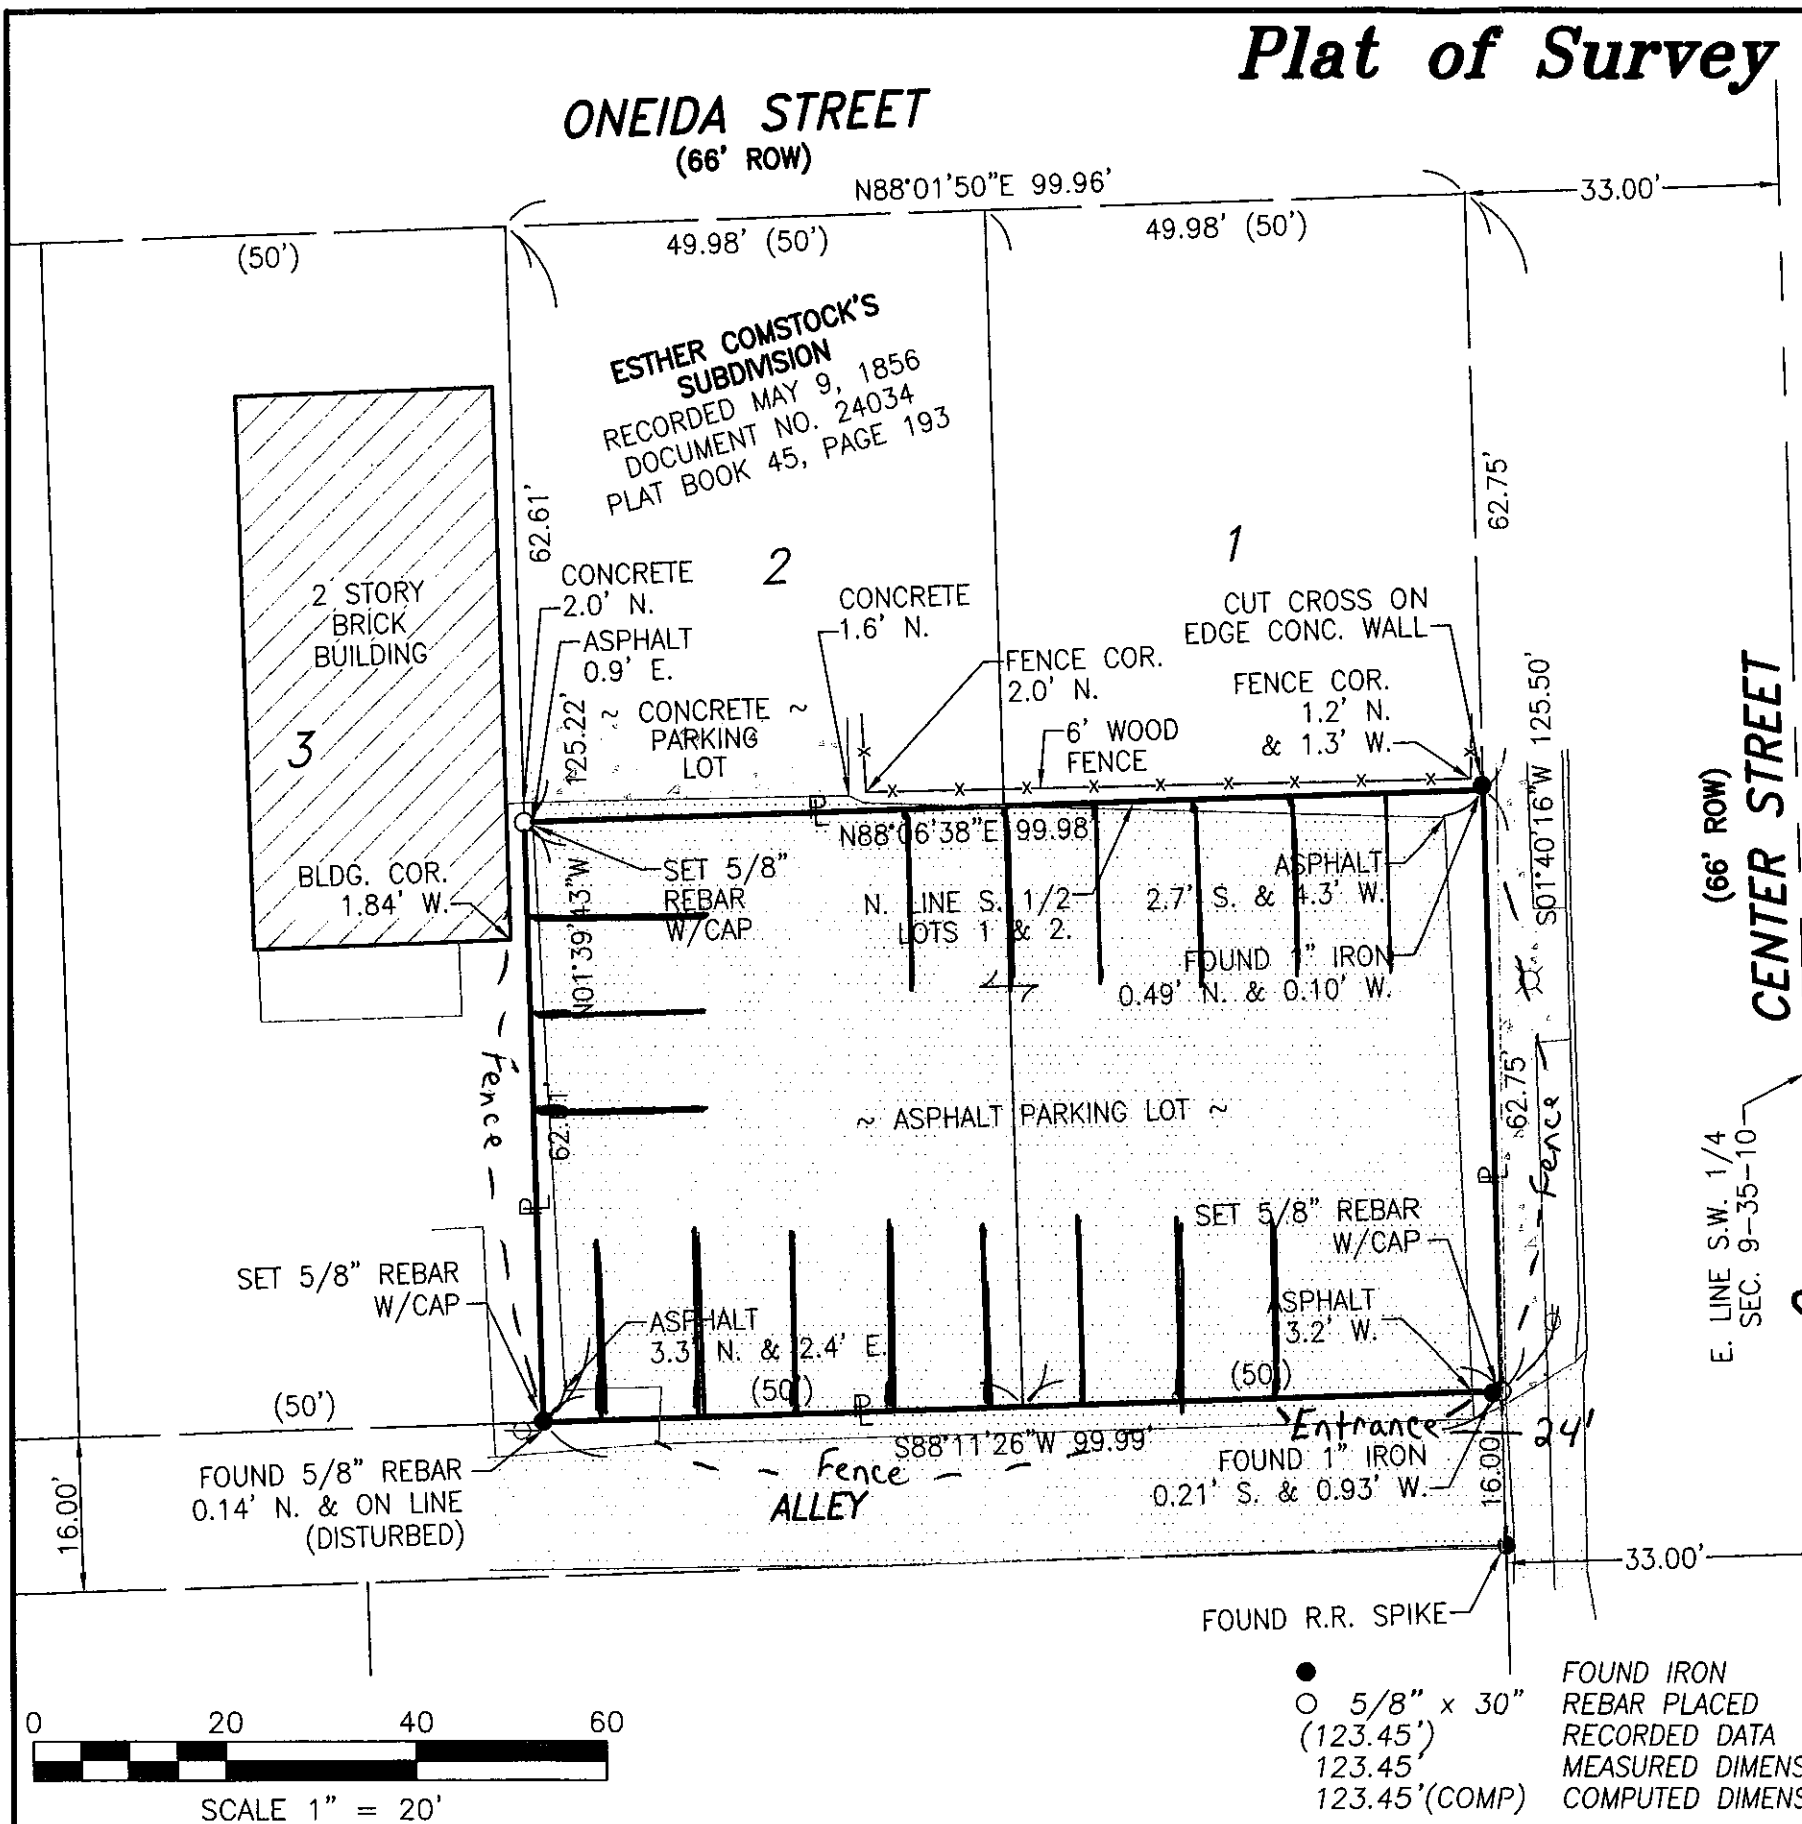 Plat of Survey
ONEIDA STREET
(66' ROW)
N88°01'50"E 99.96'
33.00'
(50')
49.98' (50')
49.98' (50')
ESTHER COMSTOCK'S
SUBDIVISION
RECORDED MAY 9, 1856
DOCUMENT NO. 24034
PLAT BOOK 45, PAGE 193
62.61'
62.75'
2
1
2 STORY
BRICK
BUILDING
3
CONCRETE
2.0' N.
ASPHALT
0.9' E.
CONCRETE
1.6' N.
CUT CROSS ON
EDGE CONC. WALL
FENCE COR.
2.0' N.
FENCE COR.
1.2' N.
& 1.3' W.
~ CONCRETE ~
PARKING
LOT
6' WOOD
FENCE
125.22'
S01°40'16"W 125.50'
(66' ROW)
CENTER STREET
N88°06'38"E 99.98'
BLDG. COR.
1.84' W.
SET 5/8"
REBAR
W/CAP
N01°39'43"W
N. LINE S. 1/2
LOTS 1 & 2.
ASPHALT
2.7' S. & 4.3' W.
FOUND 1" IRON
0.49' N. & 0.10' W.
Fence
62.61'
~ ASPHALT PARKING LOT ~
62.75'
Fence
E. LINE S.W. 1/4
SEC. 9-35-10
SET 5/8" REBAR
W/CAP
SET 5/8" REBAR
W/CAP
ASPHALT
3.3' N. & 2.4' E.
ASPHALT
3.2' W.
(50')
(50')
(50')
S88°11'26"W 99.99'
Entrance
24'
FOUND 5/8" REBAR
0.14' N. & ON LINE
(DISTURBED)
Fence
ALLEY
FOUND 1" IRON
0.21' S. & 0.93' W.
16.00'
16.00
33.00'
FOUND R.R. SPIKE
FOUND IRON
5/8" x 30" REBAR PLACED
(123.45') RECORDED DATA
123.45' MEASURED DIMENS
123.45'(COMP) COMPUTED DIMENS
0 20 40 60
SCALE 1" = 20'